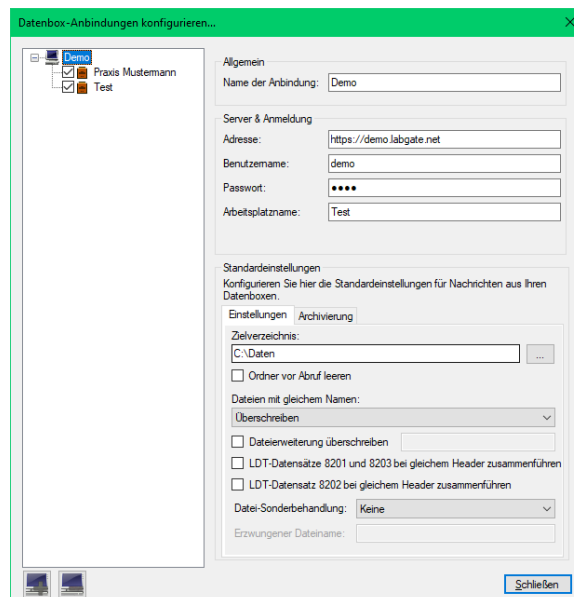 Datenbox-Anbindungen konfigurieren...
Demo
Praxis Mustermann
Test
Allgemein
Name der Anbindung: Demo
Server & Anmeldung
Adresse: https://demo.labgate.net
Benutzername: demo
Passwort: ●●●●
Arbeitsplatzname: Test
Standardeinstellungen
Konfigurieren Sie hier die Standardeinstellungen für Nachrichten aus Ihren
Datenboxen.
Einstellungen Archivierung
Zielverzeichnis:
C:\Daten ...
Ordner vor Abruf leeren
Dateien mit gleichem Namen:
Überschreiben
Dateierweiterung überschreiben
LDT-Datensätze 8201 und 8203 bei gleichem Header zusammenführen
LDT-Datensatz 8202 bei gleichem Header zusammenführen
Datei-Sonderbehandlung: Keine
Erzwungener Dateiname:
Schließen